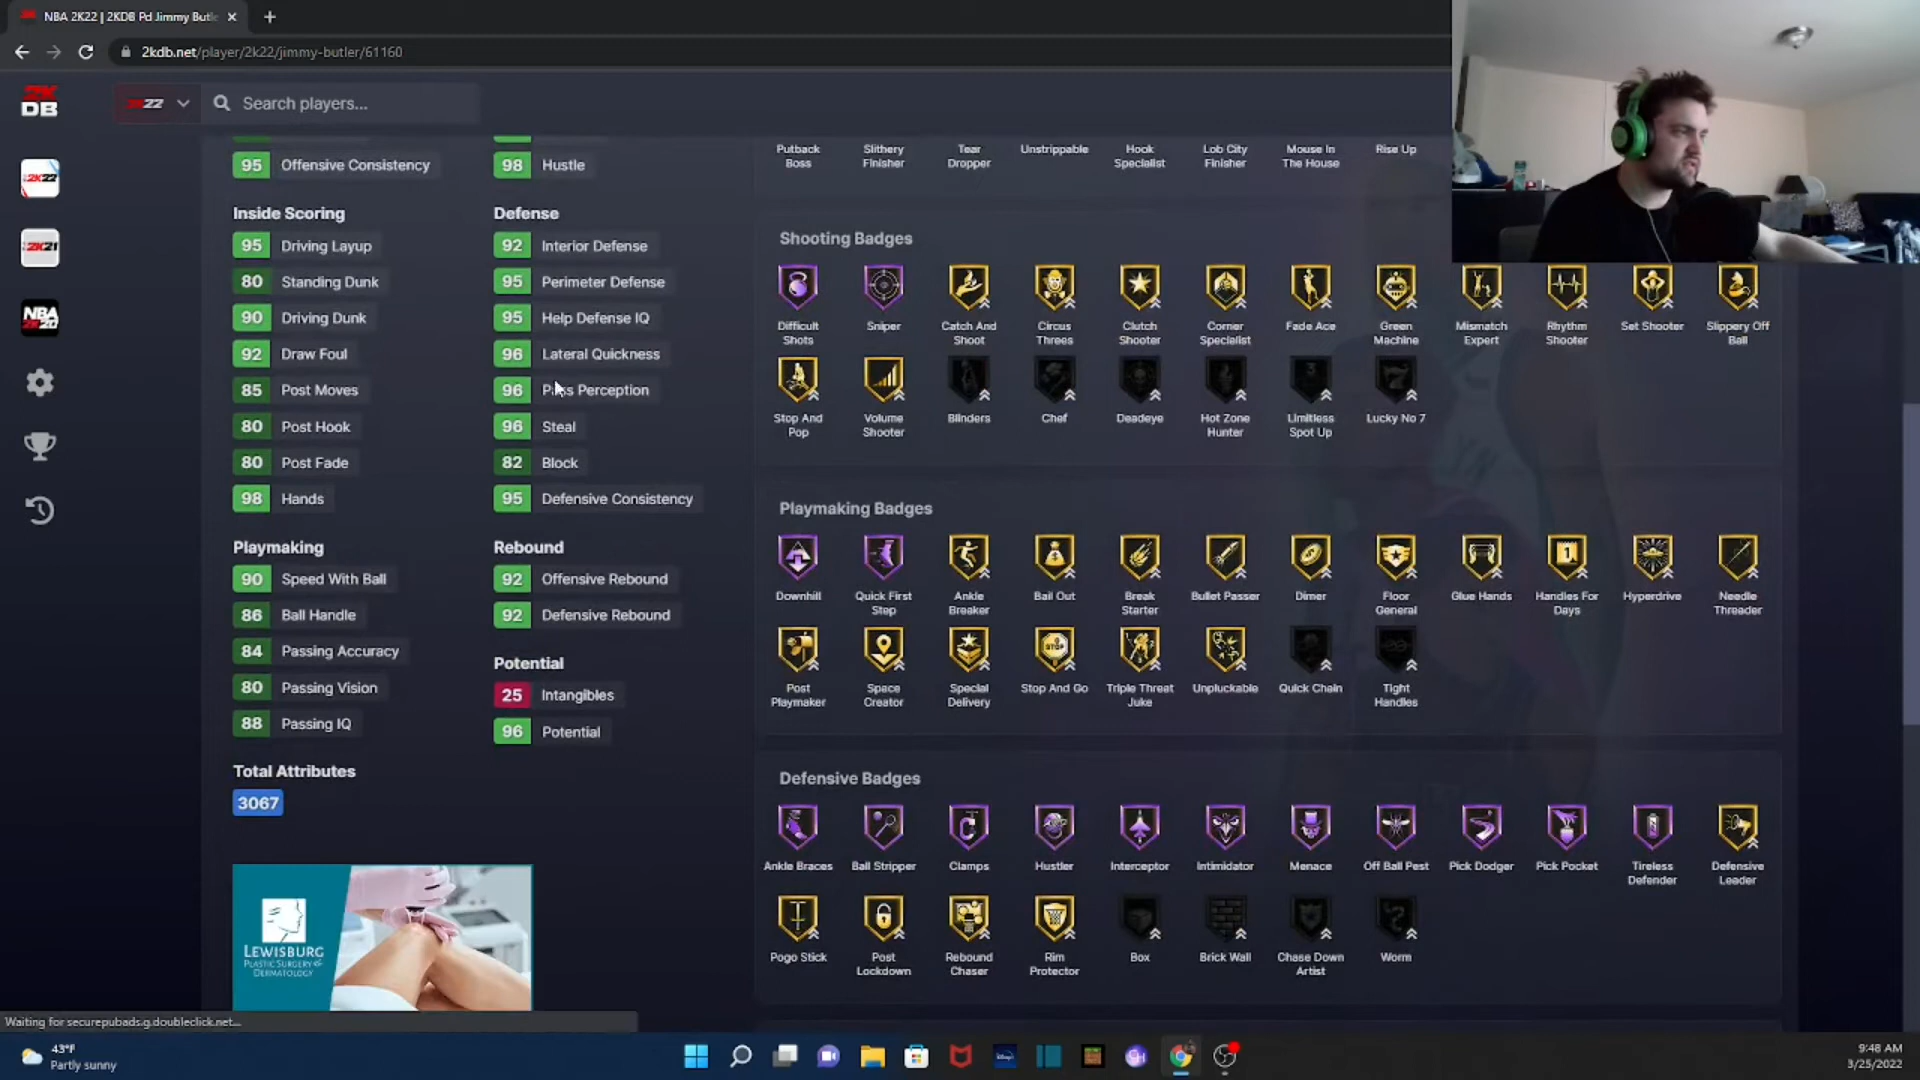 NBA 2K22 | 2KDB Pd Jimmy Butl
2kdb.net/player/2k22/jimmy-butler/61160
2K DB
2K22
Search players...
2K22
2K21
NBA 2K20
95 Offensive Consistency
98 Hustle
Inside Scoring
95 Driving Layup
80 Standing Dunk
90 Driving Dunk
92 Draw Foul
85 Post Moves
80 Post Hook
80 Post Fade
98 Hands
Defense
92 Interior Defense
95 Perimeter Defense
95 Help Defense IQ
96 Lateral Quickness
96 Pass Perception
96 Steal
82 Block
95 Defensive Consistency
Playmaking
90 Speed With Ball
86 Ball Handle
84 Passing Accuracy
80 Passing Vision
88 Passing IQ
Rebound
92 Offensive Rebound
92 Defensive Rebound
Potential
25 Intangibles
96 Potential
Total Attributes
3067
LEWISBURG
PLASTIC SURGERY &
DERMATOLOGY
Putback Boss
Slithery Finisher
Tear Dropper
Unstrippable
Hook Specialist
Lob City Finisher
Mouse In The House
Rise Up
Shooting Badges
Difficult Shots
Sniper
Catch And Shoot
Circus Threes
Clutch Shooter
Corner Specialist
Fade Ace
Green Machine
Mismatch Expert
Rhythm Shooter
Set Shooter
Slippery Off Ball
Stop And Pop
Volume Shooter
Blinders
Chef
Deadeye
Hot Zone Hunter
Limitless Spot Up
Lucky No 7
Playmaking Badges
Downhill
Quick First Step
Ankle Breaker
Bail Out
Break Starter
Bullet Passer
Dimer
Floor General
Glue Hands
Handles For Days
Hyperdrive
Needle Threader
Post Playmaker
Space Creator
Special Delivery
STOP
Stop And Go
Triple Threat Juke
Unpluckable
Quick Chain
Tight Handles
Defensive Badges
Ankle Braces
Ball Stripper
Clamps
Hustler
Interceptor
Intimidator
Menace
Off Ball Pest
Pick Dodger
Pick Pocket
Tireless Defender
Defensive Leader
Pogo Stick
Post Lockdown
Rebound Chaser
Rim Protector
Box
Brick Wall
Chase Down Artist
Worm
Waiting for securepubads.g.doubleclick.net...
43°F
Partly sunny
9:48 AM
3/25/2022